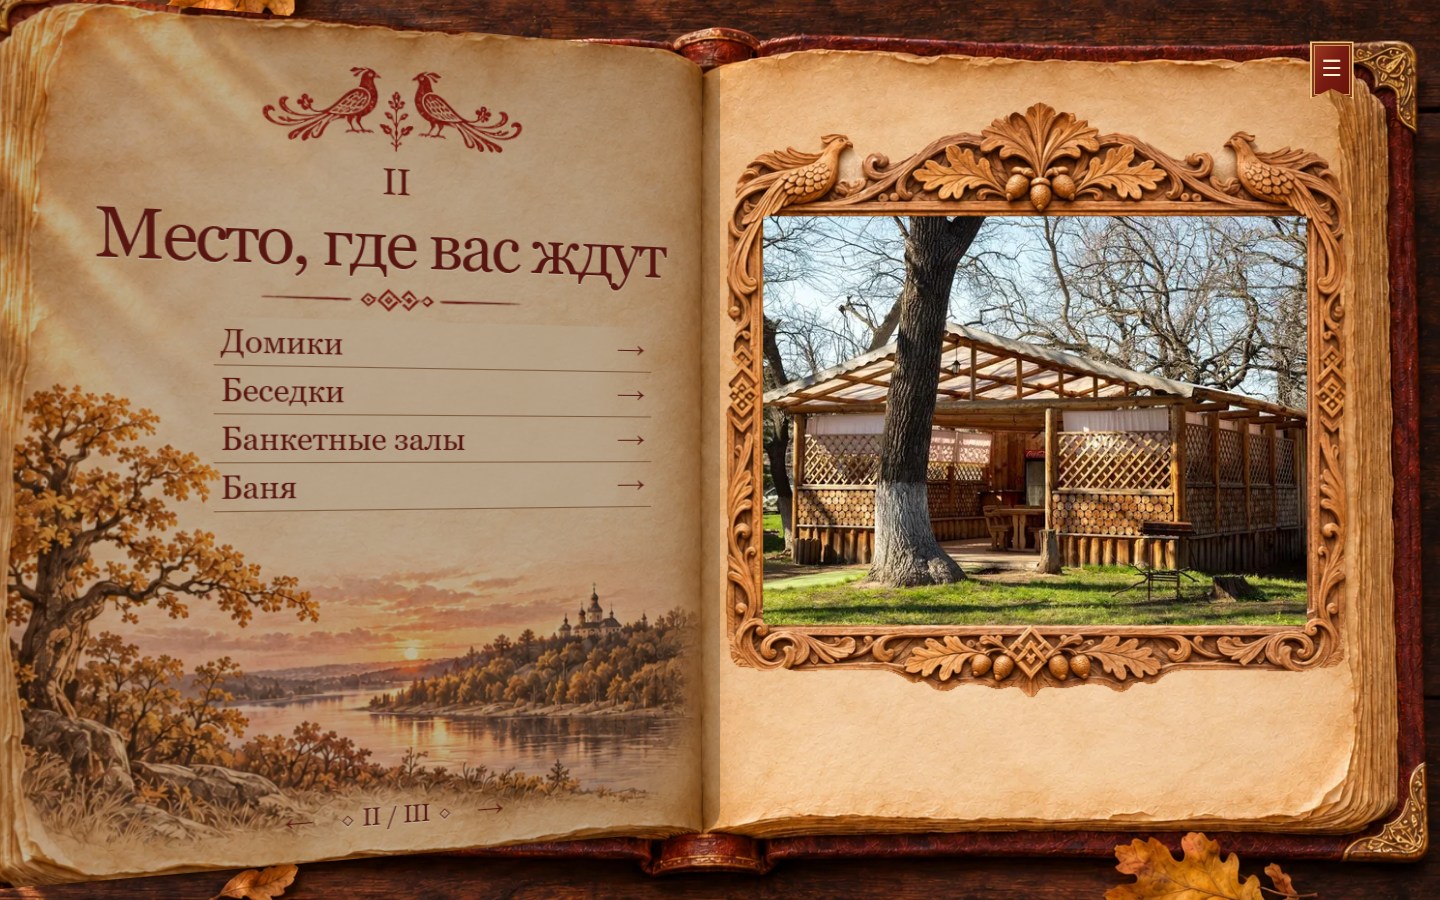 II
Место, где вас ждут
Домики →
Беседки →
Банкетные залы →
Баня →
← ◇ II / III ◇ →